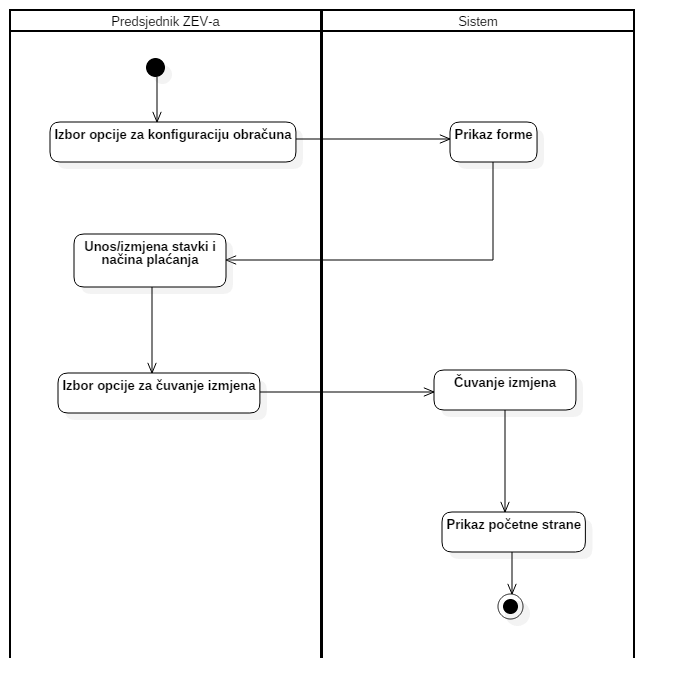 Predsjednik ZEV-a
Sistem
Izbor opcije za konfiguraciju obračuna
Prikaz forme
Unos/izmjena stavki i
načina plaćanja
Izbor opcije za čuvanje izmjena
Čuvanje izmjena
Prikaz početne strane